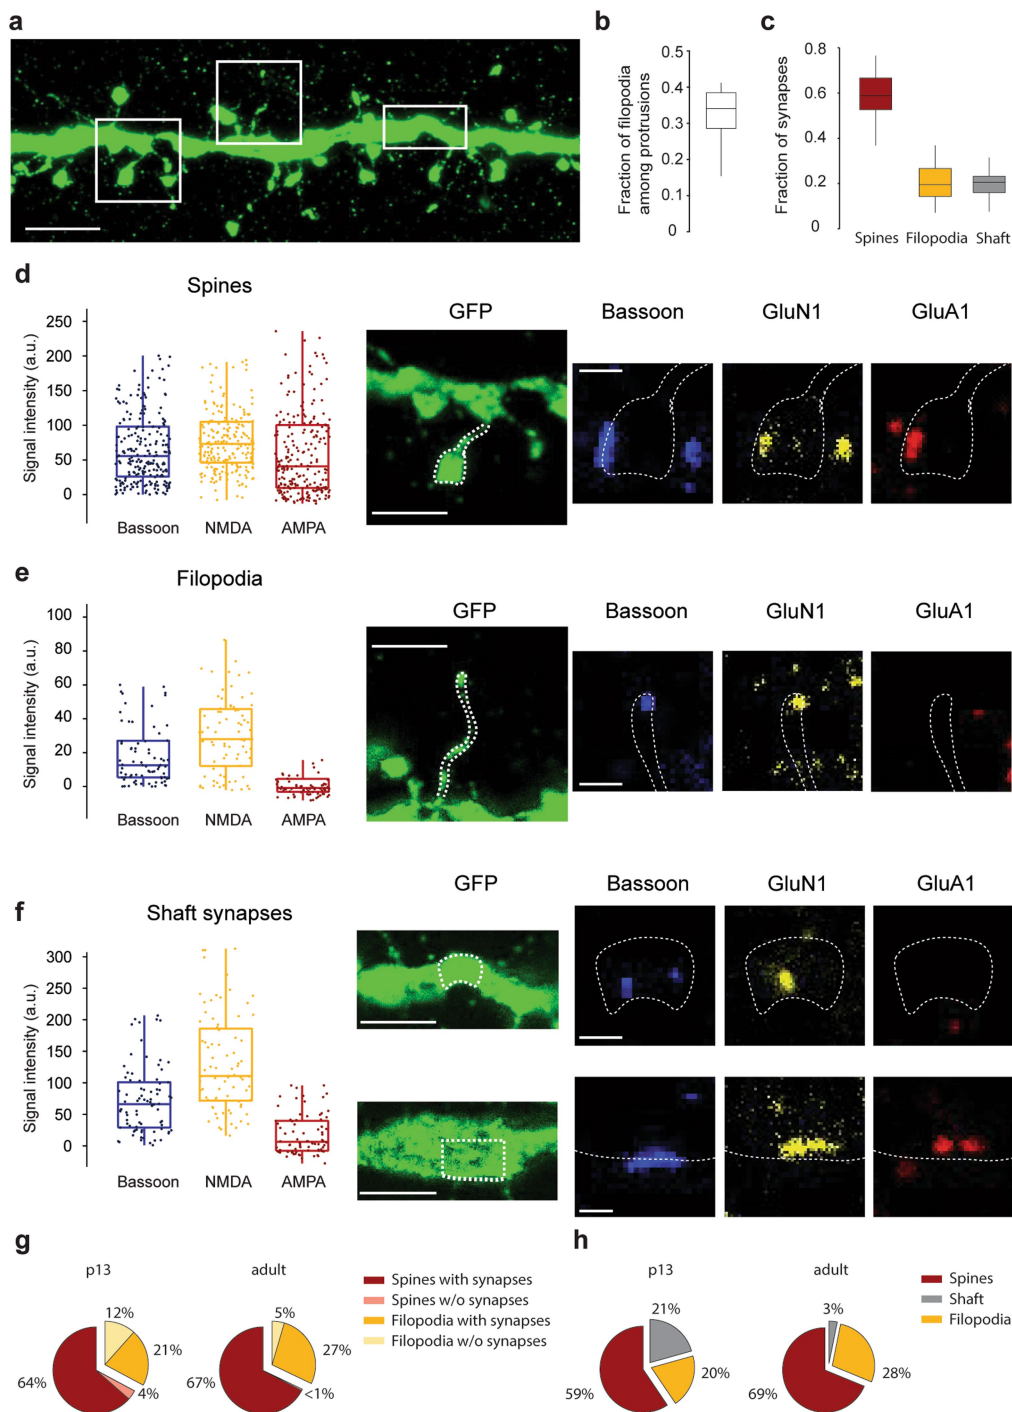 a
b
Fraction of filopodia
among protrusions
0.5
0.4
0.3
0.2
0.1
0
c
Fraction of synapses
0.8
0.6
0.4
0.2
0
Spines Filopodia Shaft
d
Spines
Signal intensity (a.u.)
250
200
150
100
50
0
Bassoon NMDA AMPA
GFP Bassoon GluN1 GluA1
e
Filopodia
Signal intensity (a.u.)
100
80
60
40
20
0
Bassoon NMDA AMPA
GFP Bassoon GluN1 GluA1
f
Shaft synapses
Signal intensity (a.u.)
300
250
200
150
100
50
0
Bassoon NMDA AMPA
GFP Bassoon GluN1 GluA1
g
p13 adult
12%
21%
4%
64%
5%
27%
<1%
67%
Spines with synapses
Spines w/o synapses
Filopodia with synapses
Filopodia w/o synapses
h
p13 adult
21%
20%
59%
3%
28%
69%
Spines
Shaft
Filopodia